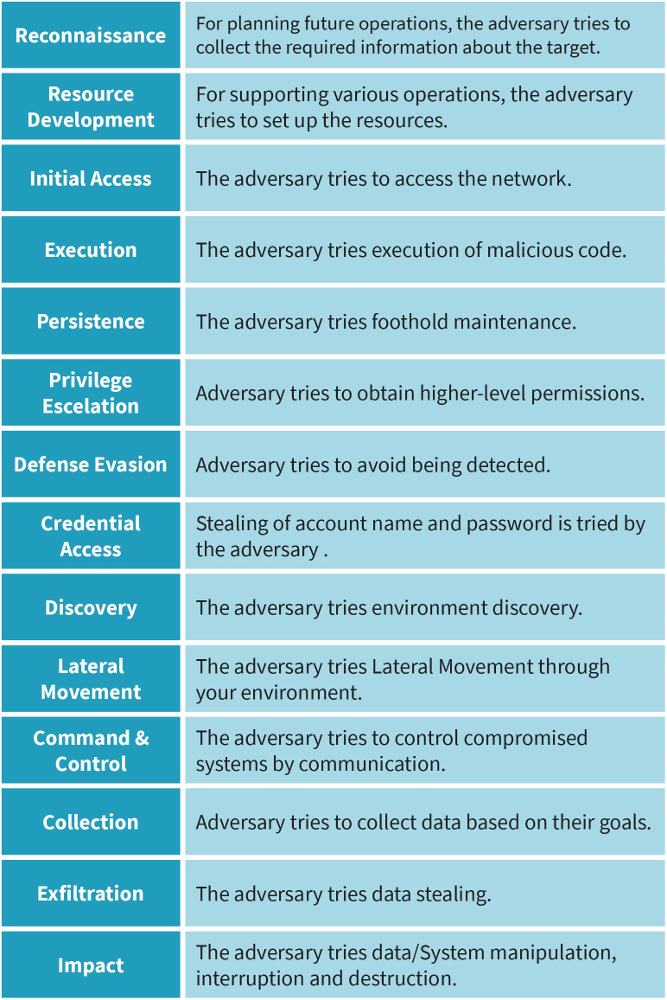 Reconnaissance
For planning future operations, the adversary tries to
collect the required information about the target.
Resource
Development
For supporting various operations, the adversary
tries to set up the resources.
Initial Access
The adversary tries to access the network.
Execution
The adversary tries execution of malicious code.
Persistence
The adversary tries foothold maintenance.
Privilege
Escelation
Adversary tries to obtain higher-level permissions.
Defense Evasion
Adversary tries to avoid being detected.
Credential
Access
Stealing of account name and password is tried by
the adversary .
Discovery
The adversary tries environment discovery.
Lateral
Movement
The adversary tries Lateral Movement through
your environment.
Command &
Control
The adversary tries to control compromised
systems by communication.
Collection
Adversary tries to collect data based on their goals.
Exfiltration
The adversary tries data stealing.
Impact
The adversary tries data/System manipulation,
interruption and destruction.